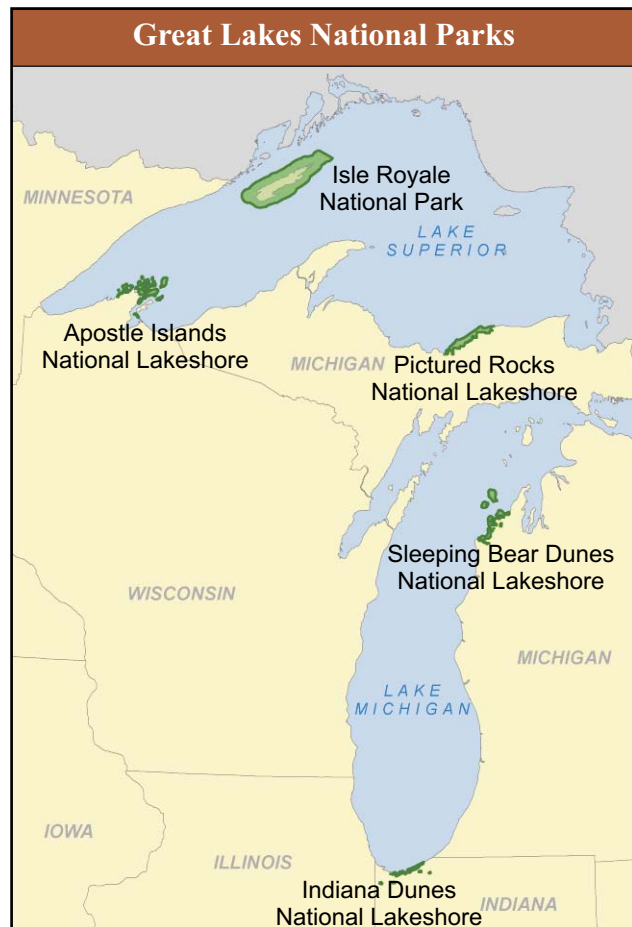 Great Lakes National Parks
Isle Royale
National Park
MINNESOTA
LAKE
SUPERIOR
Apostle Islands
National Lakeshore
MICHIGAN
Pictured Rocks
National Lakeshore
Sleeping Bear Dunes
National Lakeshore
WISCONSIN
MICHIGAN
LAKE
MICHIGAN
IOWA
ILLINOIS
Indiana Dunes
National Lakeshore
INDIANA